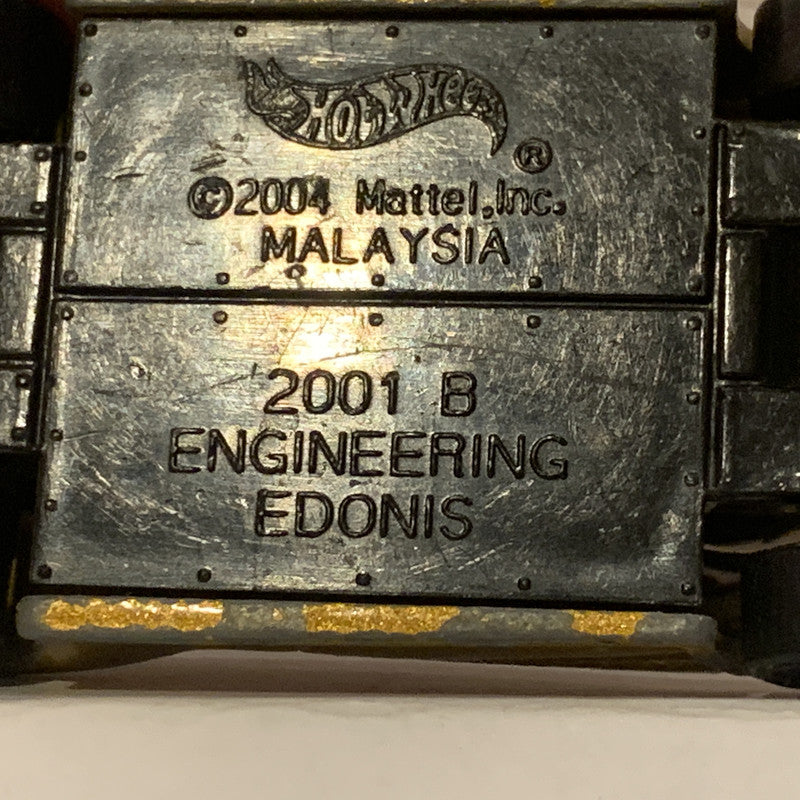 HOT WHEELS
®
©2004 Mattel,Inc.
MALAYSIA
2001 B
ENGINEERING
EDONIS